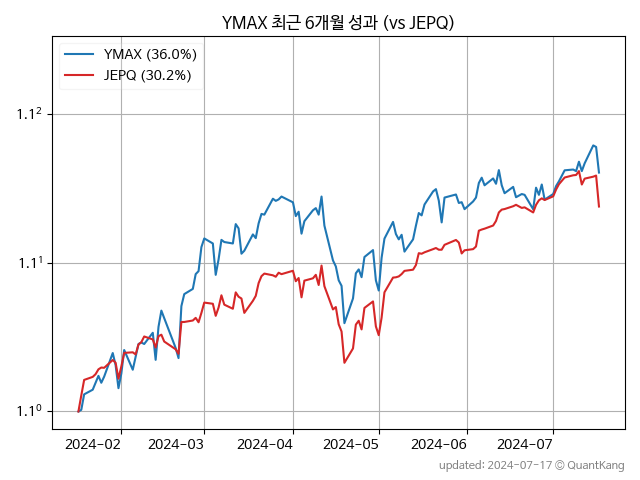 YMAX 최근 6개월 성과 (vs JEPQ)
YMAX (36.0%)
JEPQ (30.2%)
1.1²
1.1¹
1.1⁰
2024-02 2024-03 2024-04 2024-05 2024-06 2024-07
updated: 2024-07-17 © QuantKang